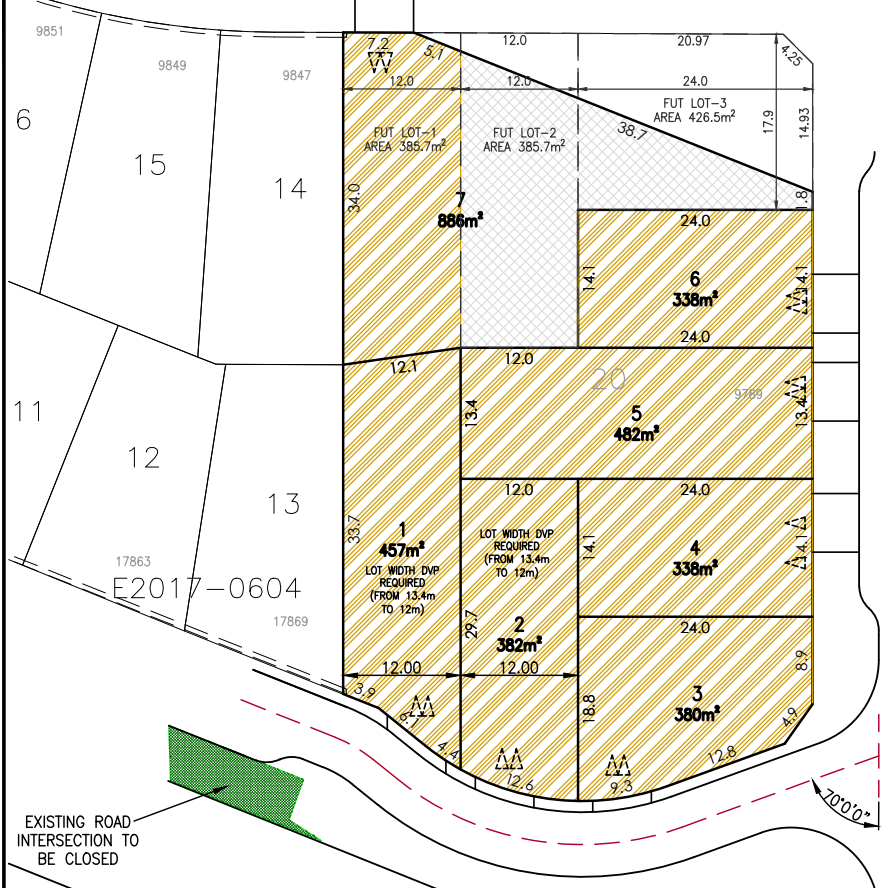 9851
9849
9847
6
15
14
7.2
5.1
12.0
20.97
4.25
12.0
12.0
24.0
FUT LOT-1
AREA 385.7m²
FUT LOT-2
AREA 385.7m²
FUT LOT-3
AREA 426.5m²
17.9
14.93
38.7
34.0
7
886m²
1.8
24.0
14.1
6
338m²
14.1
24.0
12.1
12.0
20
9789
13.4
5
482m²
13.4
11
12
13
17863
17869
E2017-0604
33.7
1
457m²
LOT WIDTH DVP
REQUIRED
(FROM 13.4m
TO 12m)
12.0
LOT WIDTH DVP
REQUIRED
(FROM 13.4m
TO 12m)
29.7
2
382m²
24.0
14.1
4
338m²
14.1
24.0
8.9
18.8
3
380m²
4.9
12.00
12.00
3.9
6.1
4.4
12.6
9.3
12.8
70°0'0"
EXISTING ROAD
INTERSECTION TO
BE CLOSED